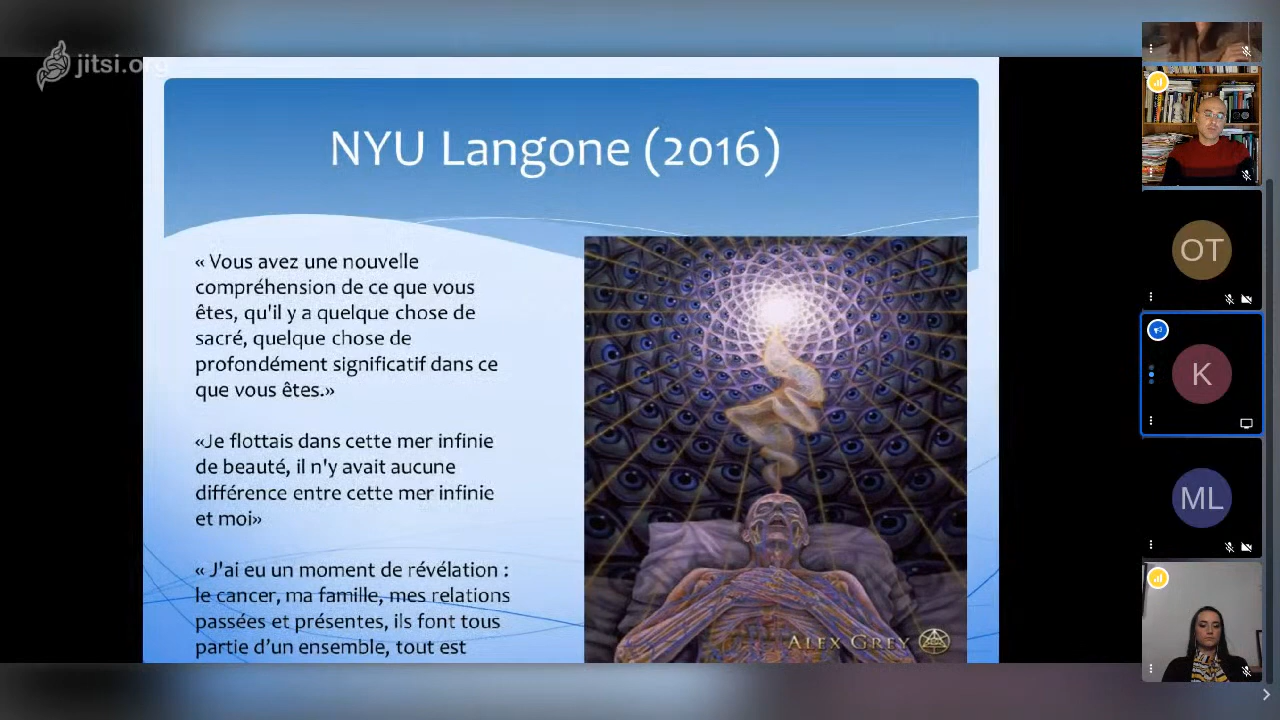 jitsi.org
NYU Langone (2016)
« Vous avez une nouvelle
compréhension de ce que vous
êtes, qu'il y a quelque chose de
sacré, quelque chose de
profondément significatif dans ce
que vous êtes.»
«Je flottais dans cette mer infinie
de beauté, il n'y avait aucune
différence entre cette mer infinie
et moi»
« J'ai eu un moment de révélation :
le cancer, ma famille, mes relations
passées et présentes, ils font tous
partie d’un ensemble, tout est
ALEX GREY
OT
K
ML